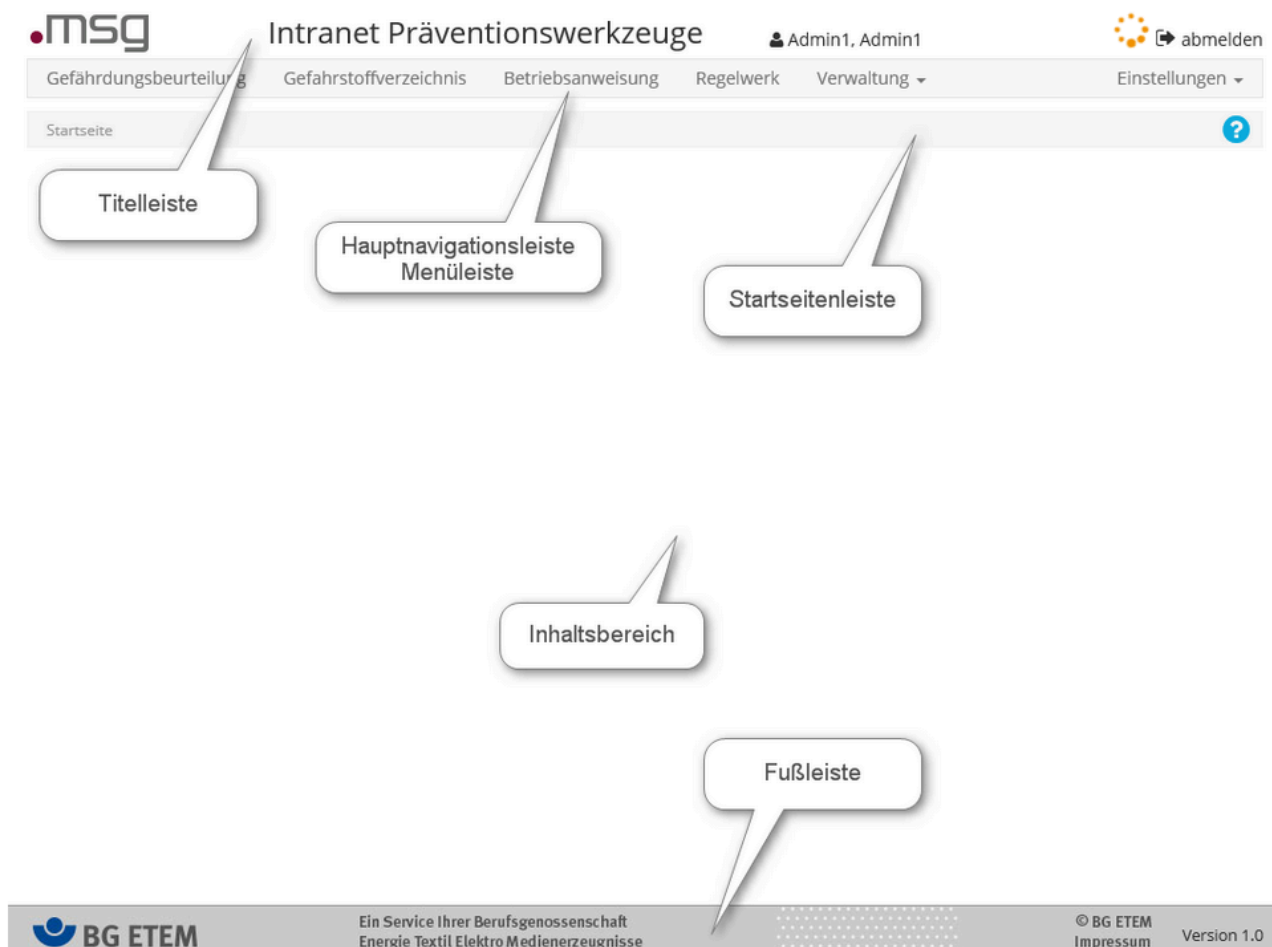 msg
Intranet Präventionswerkzeuge
Admin1, Admin1
abmelden
Gefährdungsbeurteilung Gefahrstoffverzeichnis Betriebsanweisung Regelwerk Verwaltung Einstellungen
Startseite
?
Titelleiste
Hauptnavigationsleiste
Menüleiste
Startseitenleiste
Inhaltsbereich
Fußleiste
BG ETEM
Ein Service Ihrer Berufsgenossenschaft
Energie Textil Elektro Medienerzeugnisse
© BG ETEM
Impressum
Version 1.0